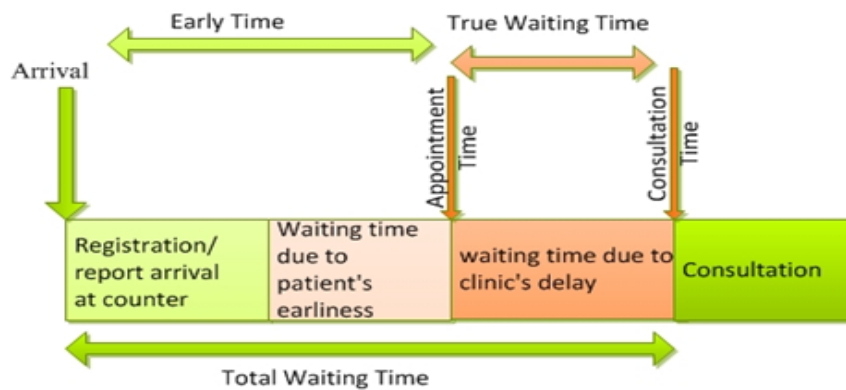 Early Time
True Waiting Time
Arrival
Appointment
Time
Consultation
Time
Registration/
report arrival
at counter
Waiting time
due to
patient's
earliness
waiting time due to
clinic's delay
Consultation
Total Waiting Time